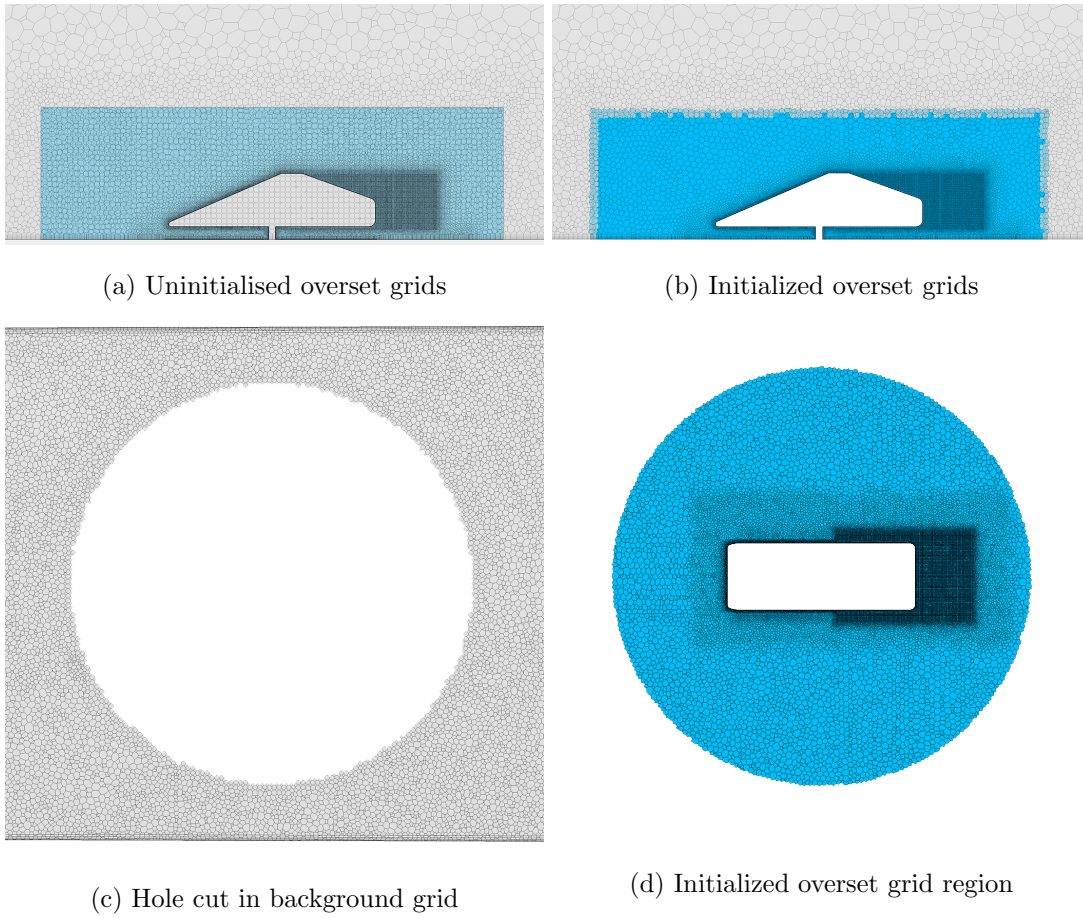 (a) Uninitialised overset grids
(b) Initialized overset grids
(c) Hole cut in background grid
(d) Initialized overset grid region